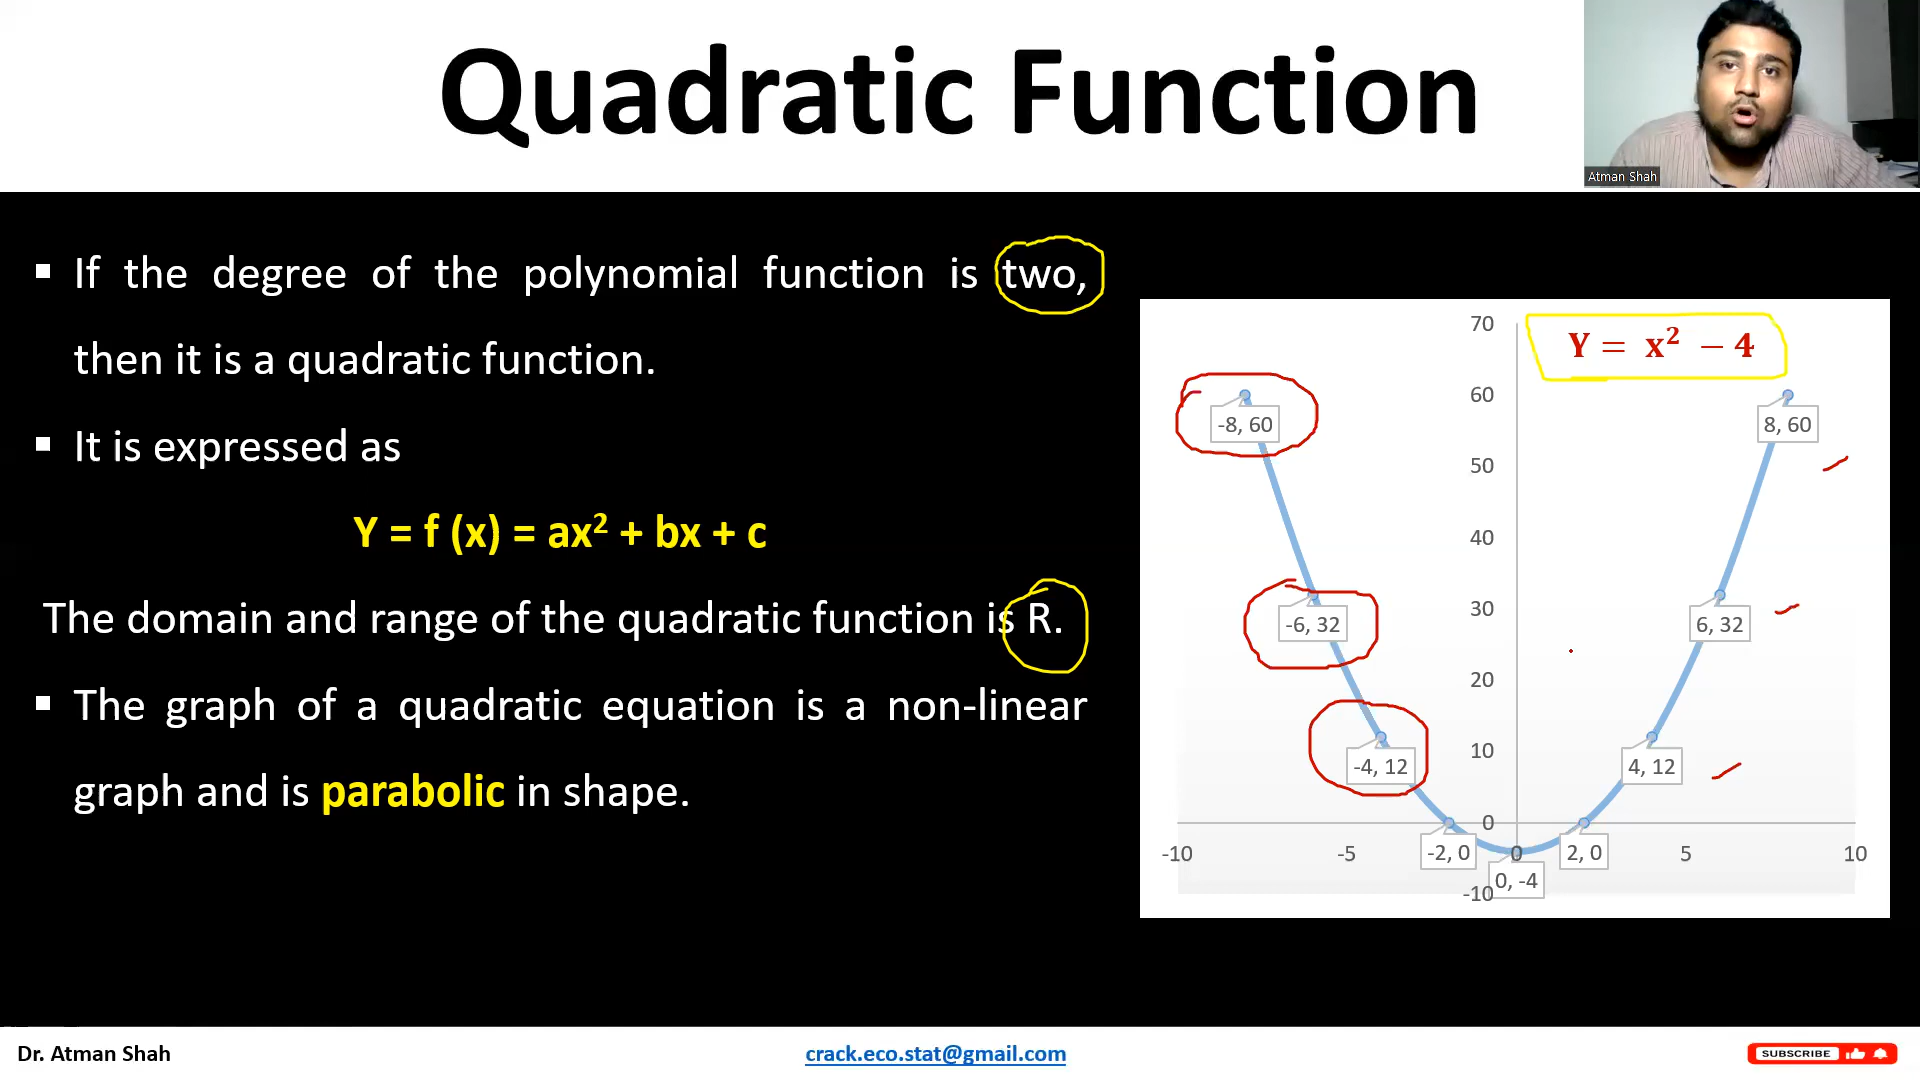 Quadratic Function
Atman Shah
▪ If the degree of the polynomial function is two,
then it is a quadratic function.
▪ It is expressed as
Y = f (x) = ax² + bx + c
The domain and range of the quadratic function is R.
▪ The graph of a quadratic equation is a non-linear
graph and is parabolic in shape.
Y = x² − 4
70
60
50
40
30
20
10
0
-10
-8, 60
8, 60
-6, 32
6, 32
-4, 12
4, 12
-2, 0
2, 0
0, -4
-10 -5 0 5 10
Dr. Atman Shah
crack.eco.stat@gmail.com
SUBSCRIBE